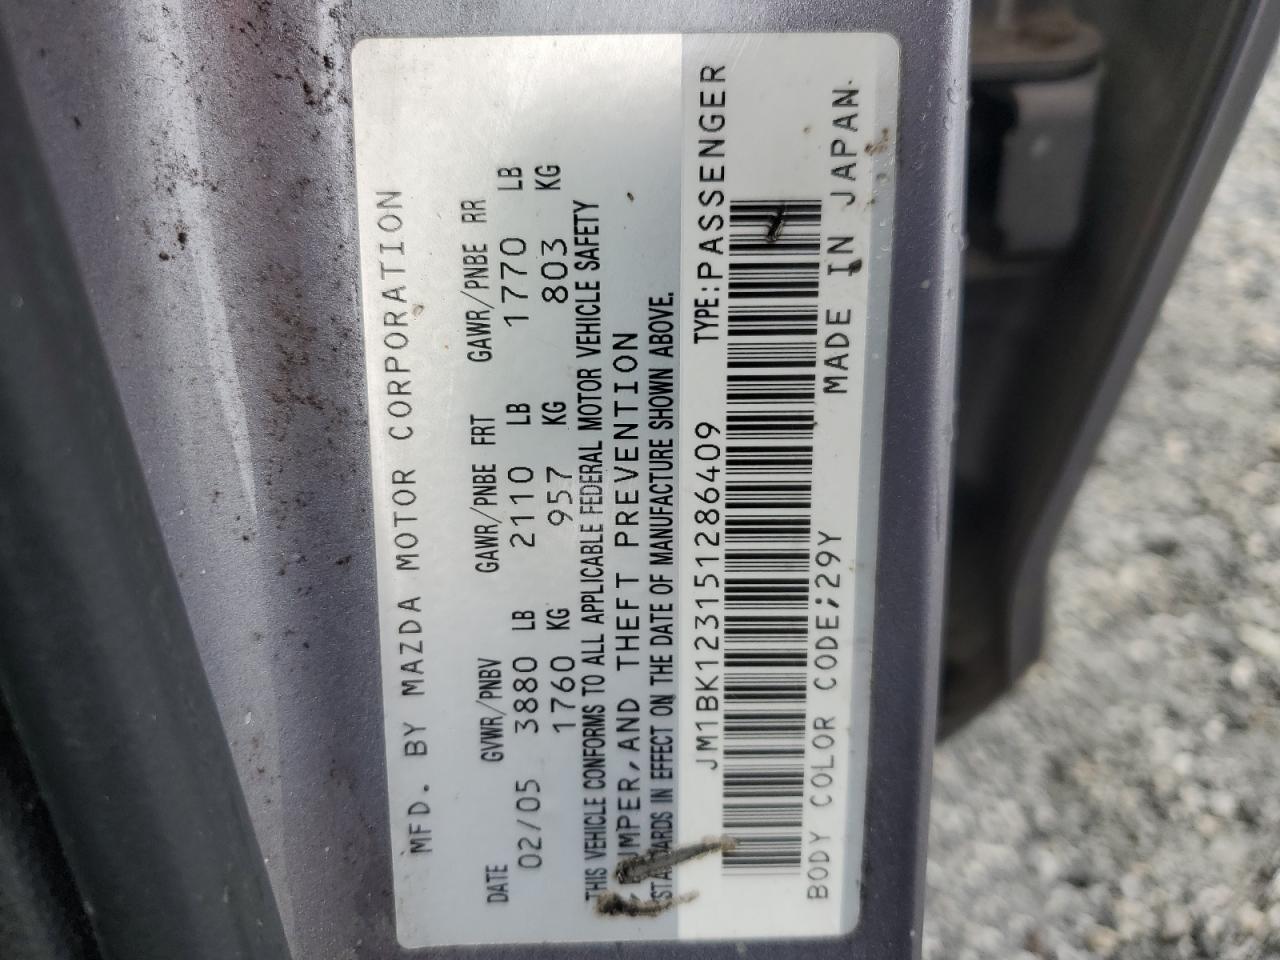 MFD. BY MAZDA MOTOR CORPORATION
DATE GVWR/PNBV GAWR/PNBE FRT GAWR/PNBE RR
02/05 3880 LB 2110 LB 1770 LB
1760 KG 957 KG 803 KG
THIS VEHICLE CONFORMS TO ALL APPLICABLE FEDERAL MOTOR VEHICLE SAFETY
AND THEFT PREVENTION
STANDARDS IN EFFECT ON THE DATE OF MANUFACTURE SHOWN ABOVE.
JM1BK123151286409 TYPE:PASSENGER
BODY COLOR CODE;29Y MADE IN JAPAN.